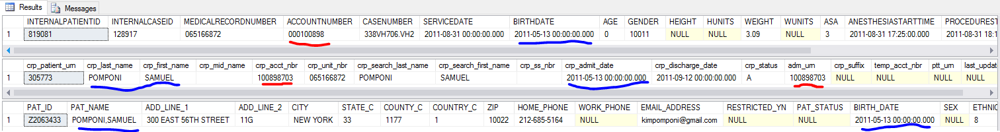 Results Messages
INTERNALPATIENTID INTERNALCASEID MEDICALRECORDNUMBER ACCOUNTNUMBER CASENUMBER SERVICEDATE BIRTHDATE AGE GENDER HEIGHT HUNITS WEIGHT WUNITS ASA ANESTHESIASTARTTIME PROCEDUREST
1 819081 128917 065166872 000100898 338VH706.VH2 2011-08-31 00:00:00.000 2011-05-13 00:00:00.000 0 10011 NULL NULL 3.09 NULL 3 2011-08-31 17:25:00.000 2011-08-31 18:1
crp_patient_urn crp_last_name crp_first_name crp_mid_name crp_acct_nbr crp_unit_nbr crp_search_last_name crp_search_first_name crp_ss_nbr crp_admit_date crp_discharge_date crp_status adm_urn crp_suffix temp_acct_nbr ptt_urn last_updat
1 305773 POMPONI SAMUEL 100898703 065166872 POMPONI SAMUEL 2011-05-13 00:00:00.000 2011-09-12 00:00:00.000 A 100898703 NULL NULL NULL NULL
PAT_ID PAT_NAME ADD_LINE_1 ADD_LINE_2 CITY STATE_C COUNTY_C COUNTRY_C ZIP HOME_PHONE WORK_PHONE EMAIL_ADDRESS RESTRICTED_YN PAT_STATUS BIRTH_DATE SEX ETHNIC
1 Z2063433 POMPONI,SAMUEL 300 EAST 56TH STREET 11G NEW YORK 33 1177 1 10022 212-685-5164 NULL kimpomponi@gmail.com NULL NULL 2011-05-13 00:00:00.000 NULL 8